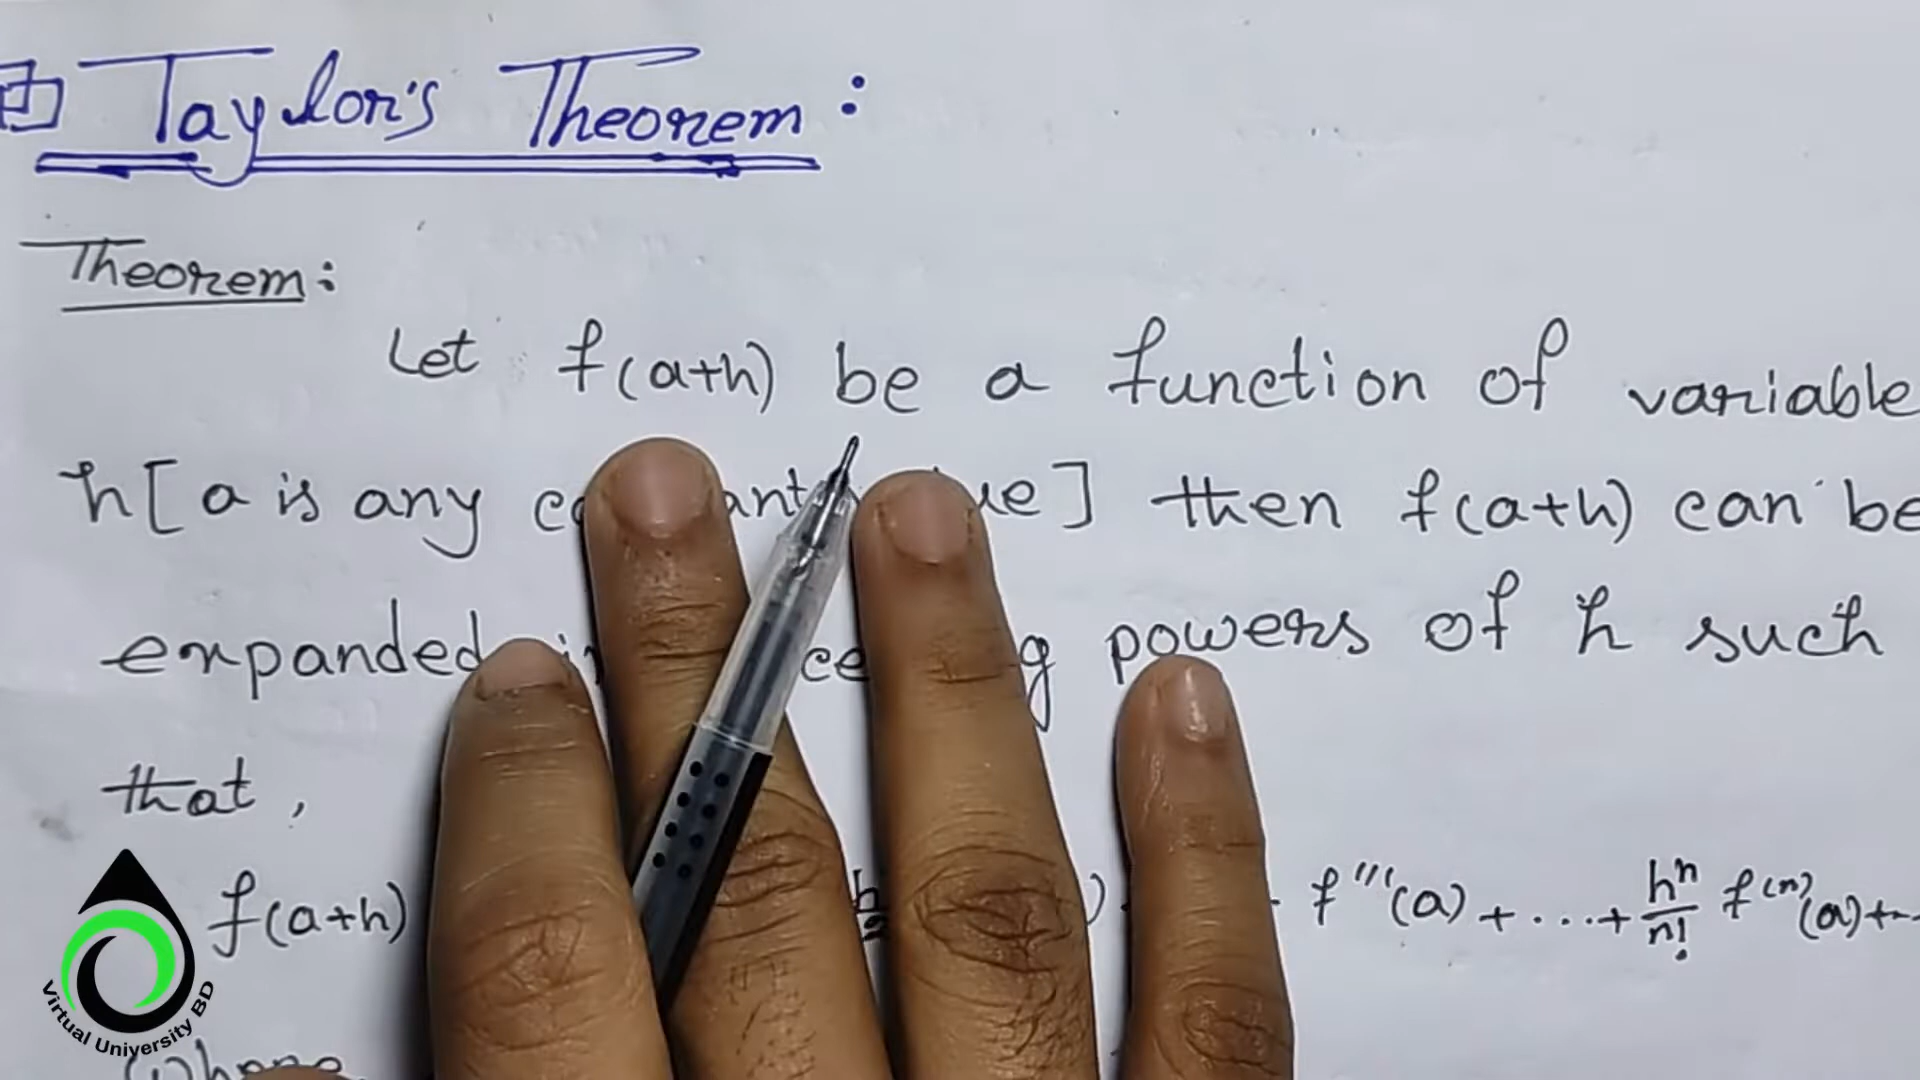 Taylor's Theorem:
Theorem:
Let f(a+h) be a function of variable
h [a is any value] then f(a+h) can be
expanded powers of h such
that,
f(a+h) f'''(a) + ... + hⁿ/n! f⁽ⁿ⁾(a) + ...
Virtual University BD